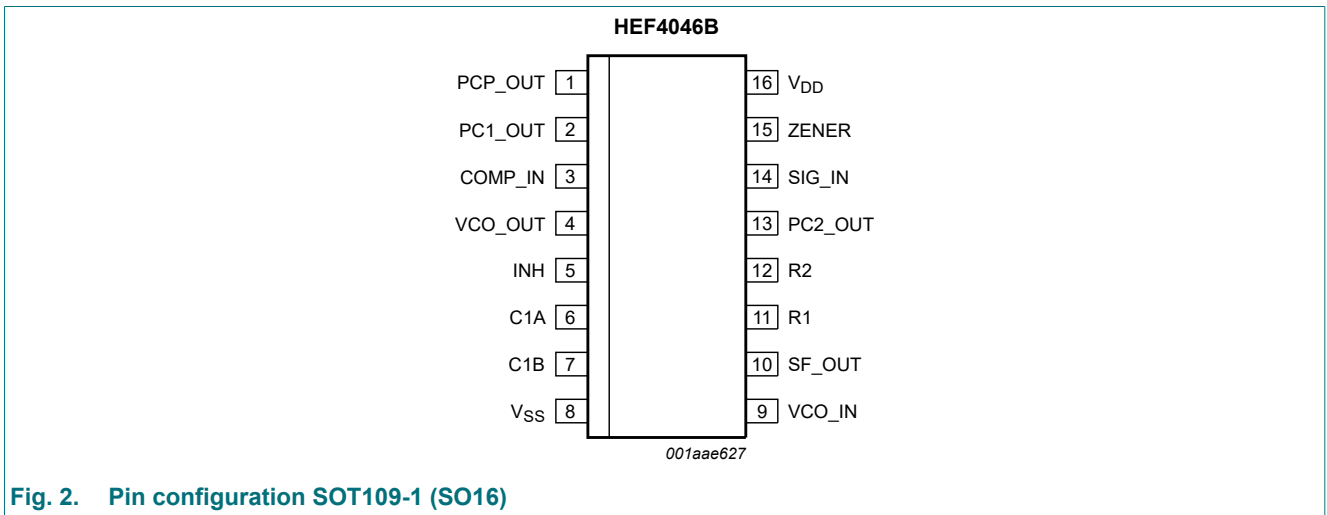 HEF4046B
PCP_OUT 1 16 VDD
PC1_OUT 2 15 ZENER
COMP_IN 3 14 SIG_IN
VCO_OUT 4 13 PC2_OUT
INH 5 12 R2
C1A 6 11 R1
C1B 7 10 SF_OUT
VSS 8 9 VCO_IN
001aae627
Fig. 2. Pin configuration SOT109-1 (SO16)